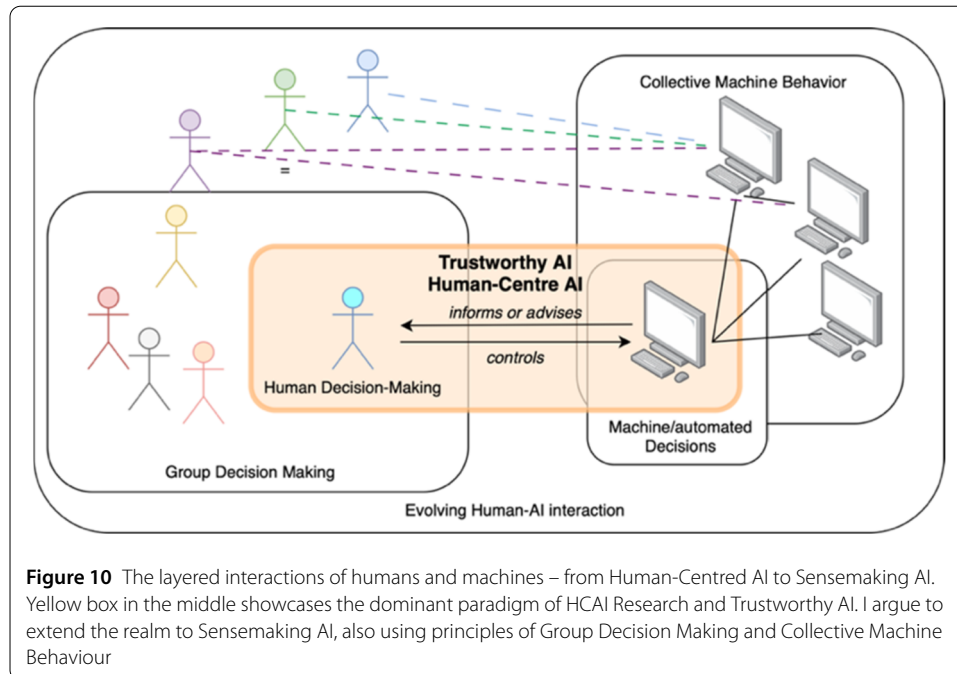 Collective Machine Behavior
=
Trustworthy AI
Human-Centre AI
informs or advises
controls
Human Decision-Making
Machine/automated
Decisions
Group Decision Making
Evolving Human-AI interaction
Figure 10 The layered interactions of humans and machines – from Human-Centred AI to Sensemaking AI.
Yellow box in the middle showcases the dominant paradigm of HCAI Research and Trustworthy AI. I argue to
extend the realm to Sensemaking AI, also using principles of Group Decision Making and Collective Machine
Behaviour